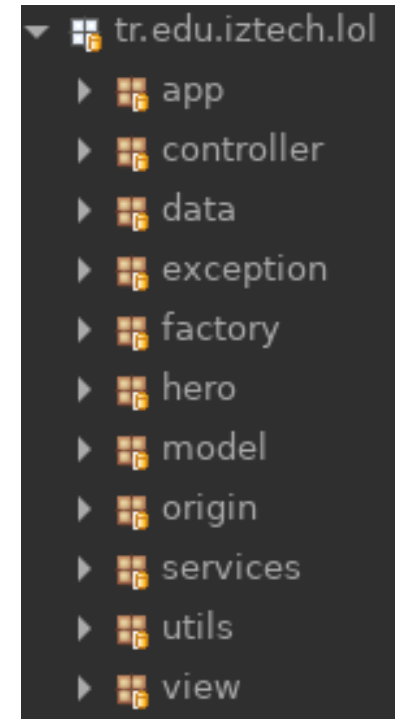 tr.edu.iztech.lol
app
controller
data
exception
factory
hero
model
origin
services
utils
view